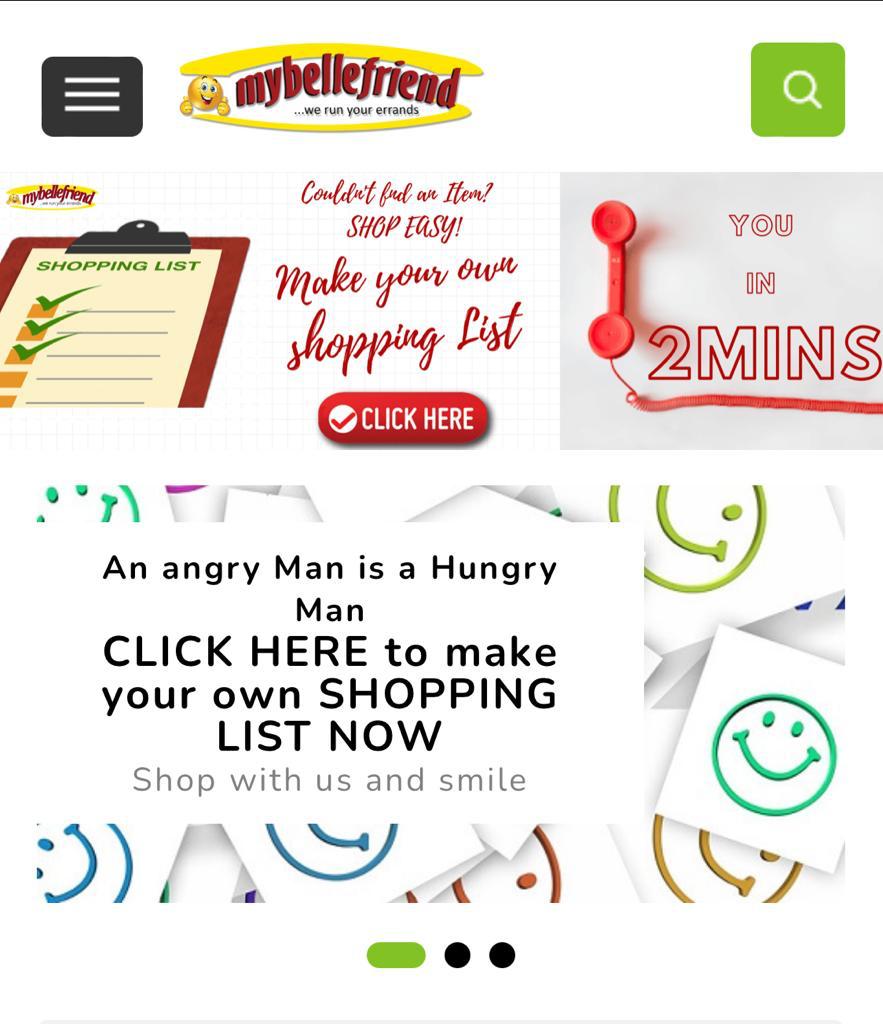 mybellefriend
...we run your errands
mybellefriend
...we run your errands
SHOPPING LIST
Couldn't find an Item?
SHOP EASY!
Make your own
shopping List
CLICK HERE
YOU
IN
2MINS
An angry Man is a Hungry
Man
CLICK HERE to make
your own SHOPPING
LIST NOW
Shop with us and smile